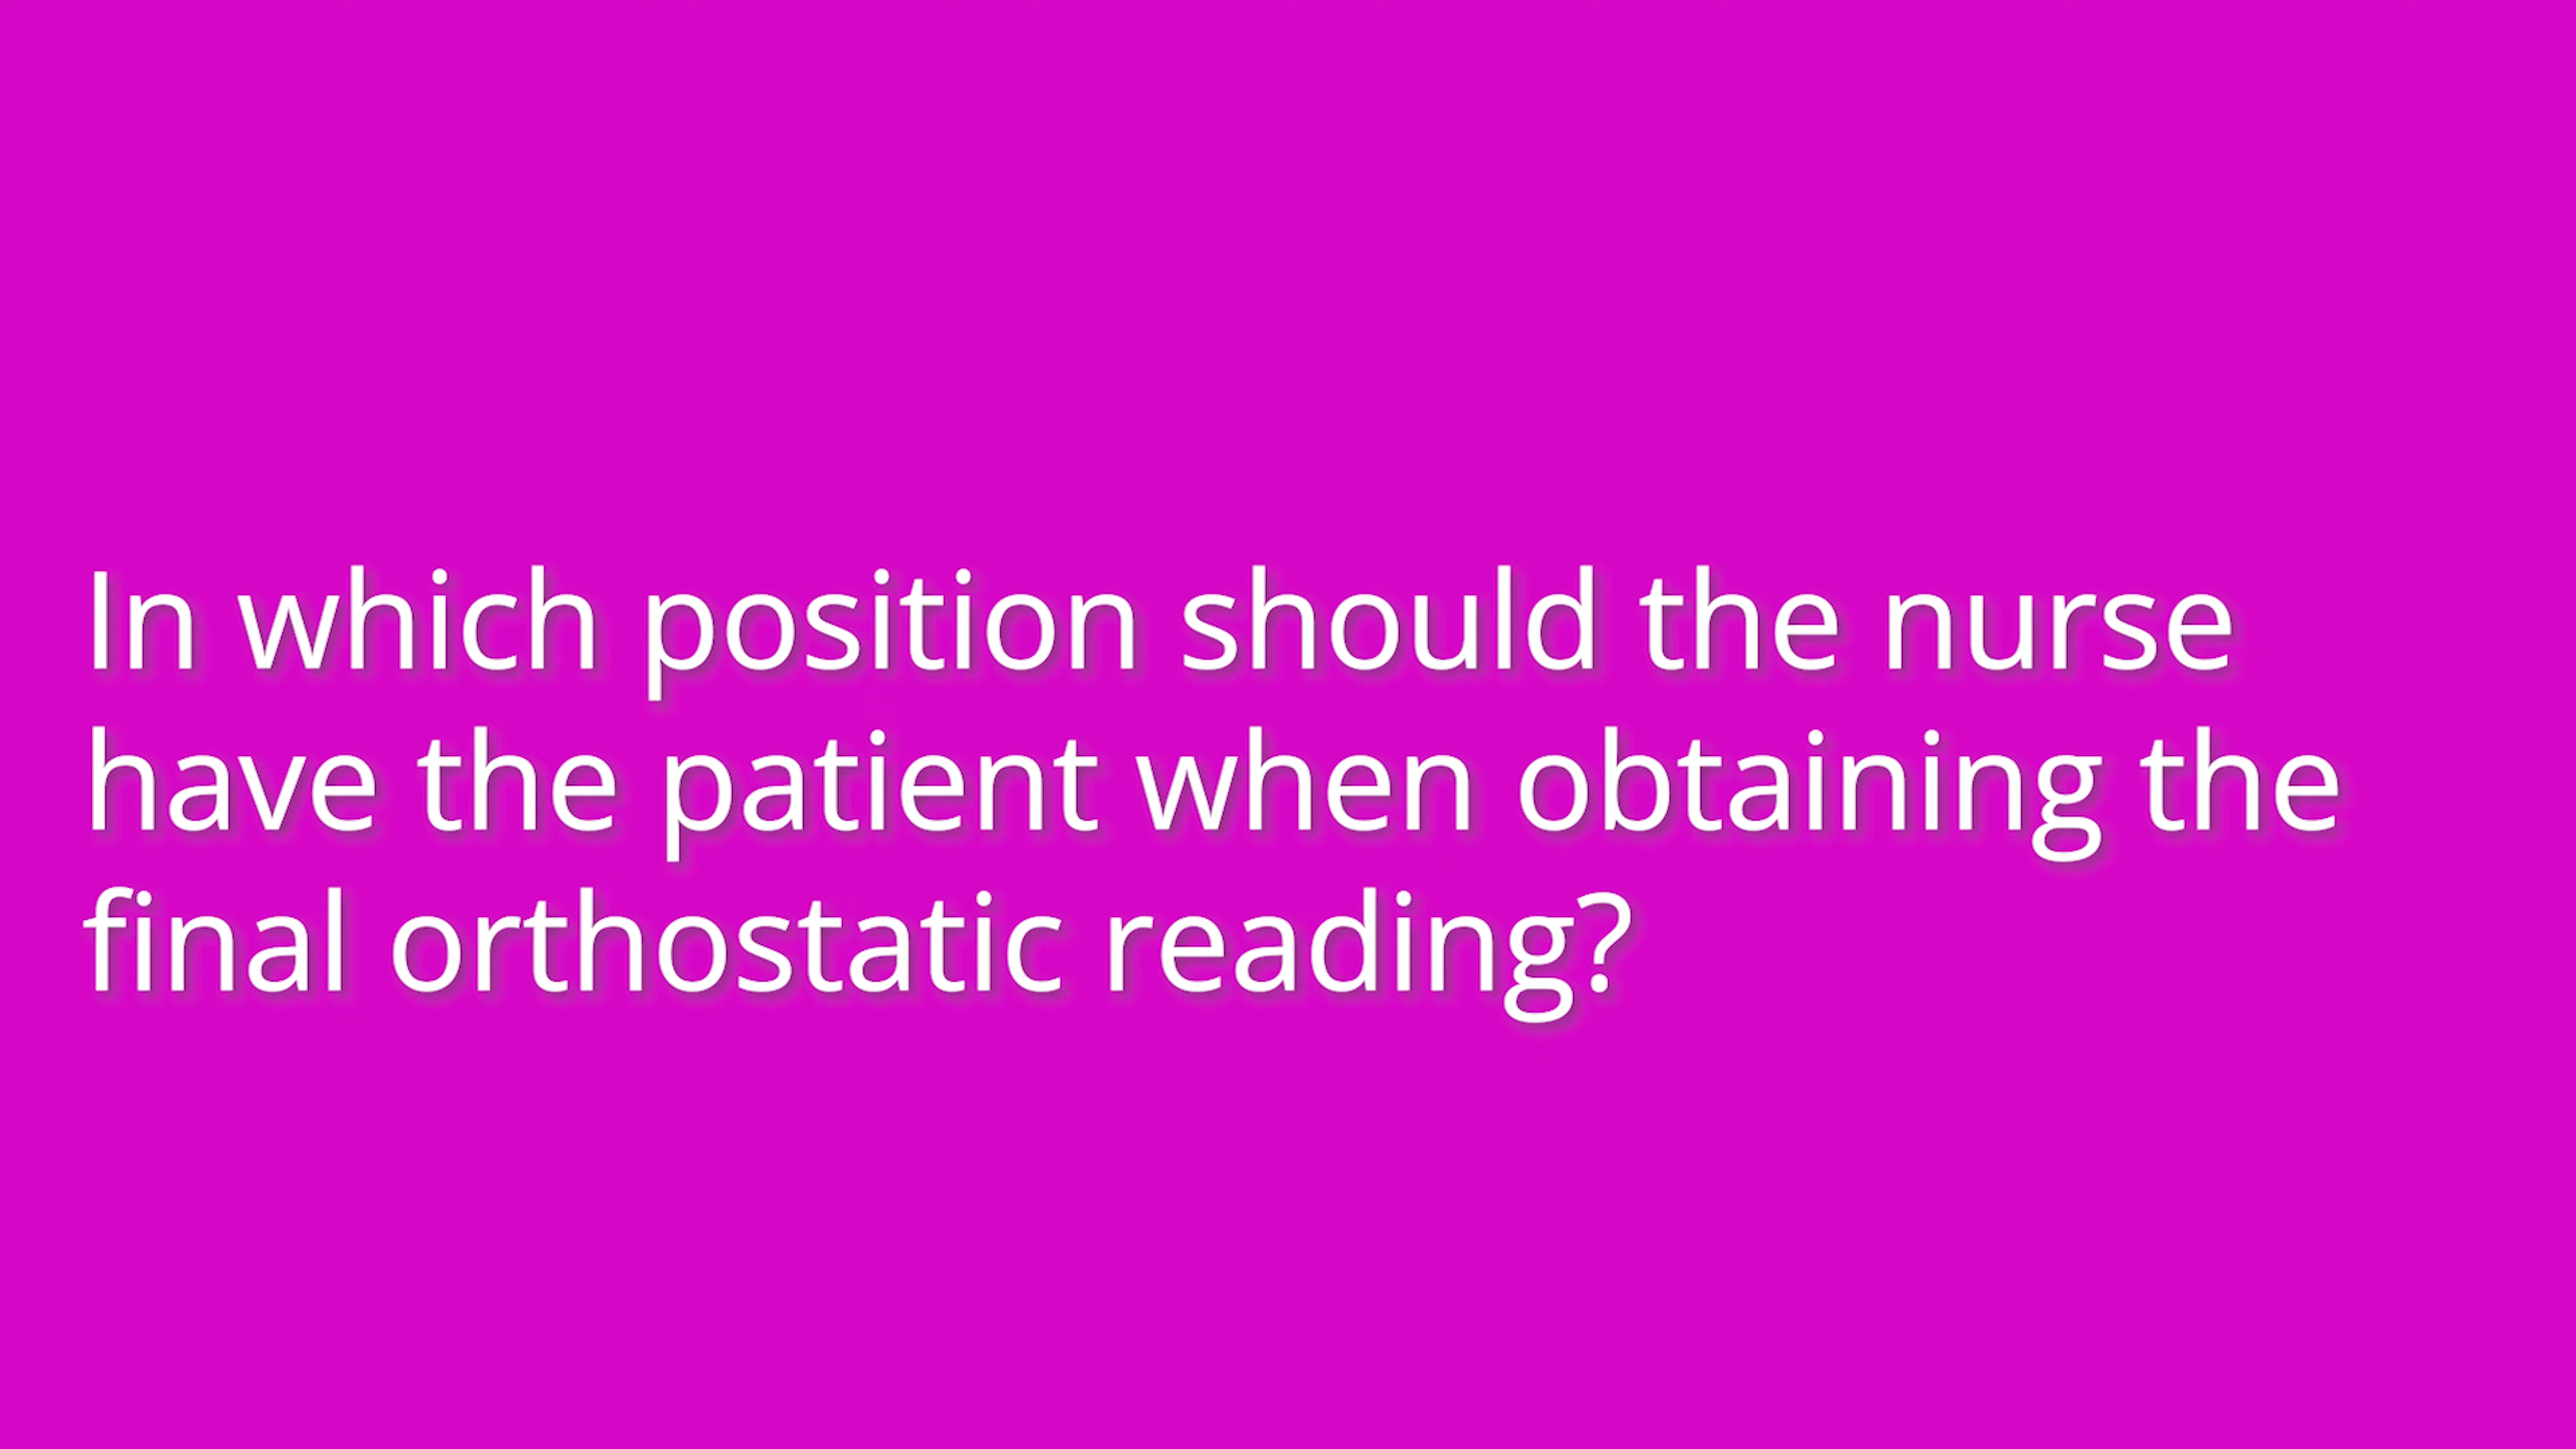 In which position should the nurse
have the patient when obtaining the
final orthostatic reading?